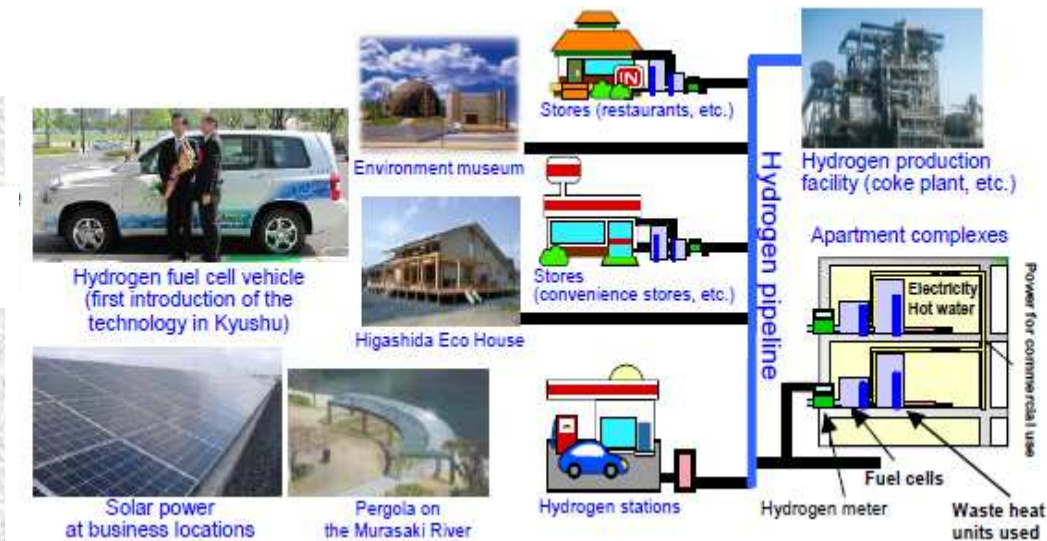 Stores (restaurants, etc.)
Environment museum
Hydrogen production
facility (coke plant, etc.)
Hydrogen pipeline
Hydrogen fuel cell vehicle
(first introduction of the
technology in Kyushu)
Stores
(convenience stores, etc.)
Higashida Eco House
Apartment complexes
Electricity
Hot water
Power for commercial use
Solar power
at business locations
Pergola on
the Murasaki River
Hydrogen stations
Hydrogen meter
Fuel cells
Waste heat
units used